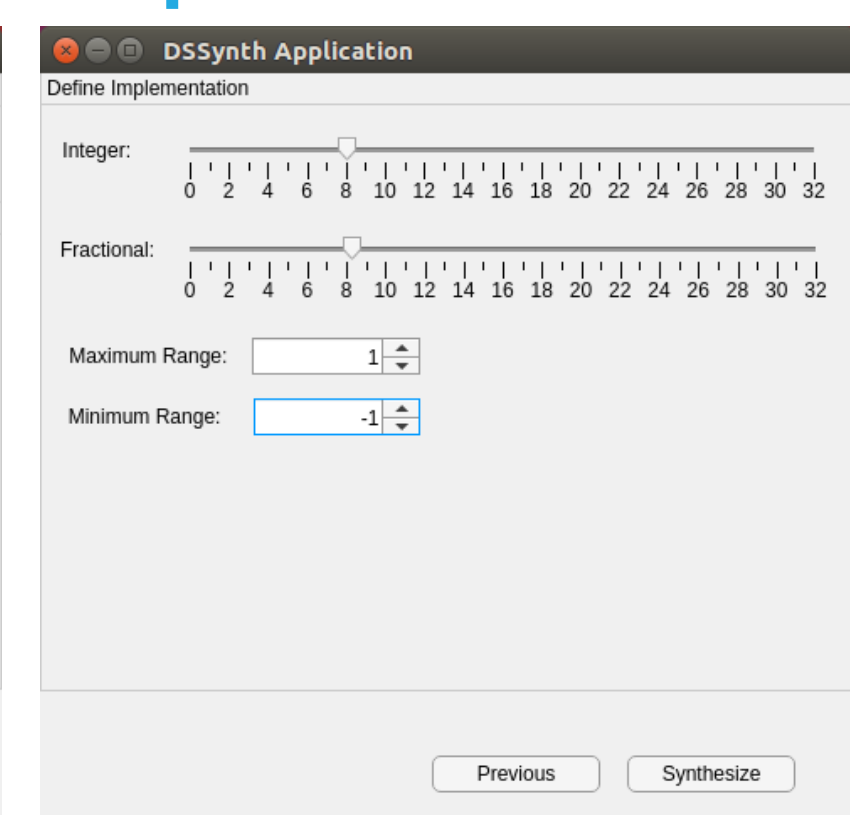 DSSynth Application
Define Implementation
Integer:
0 2 4 6 8 10 12 14 16 18 20 22 24 26 28 30 32
Fractional:
0 2 4 6 8 10 12 14 16 18 20 22 24 26 28 30 32
Maximum Range: 1
Minimum Range: -1
Previous Synthesize